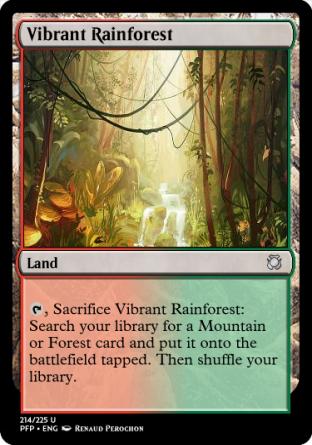 Vibrant Rainforest
Land
, Sacrifice Vibrant Rainforest:
Search your library for a Mountain
or Forest card and put it onto the
battlefield tapped. Then shuffle your
library.
214/225 U
PFP • ENG Renaud Perochon